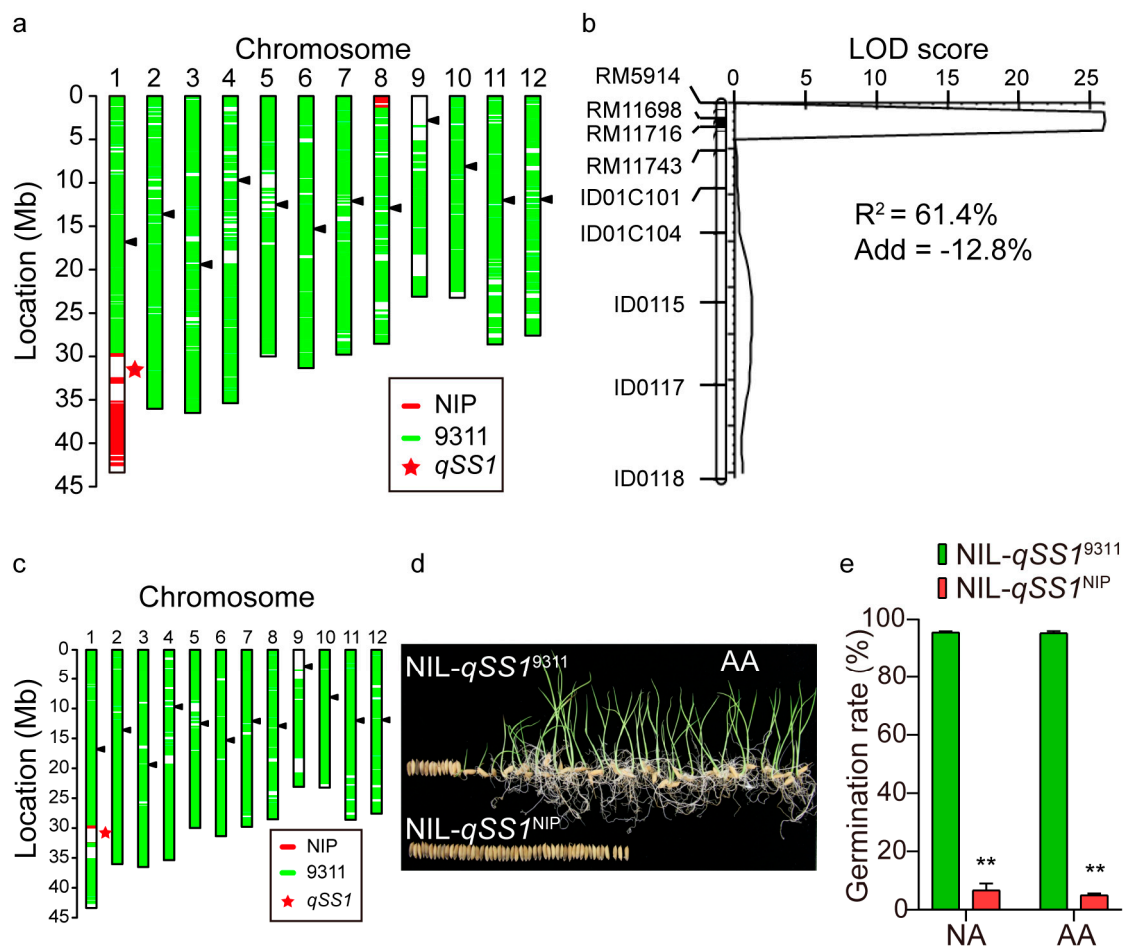 a
Chromosome
1 2 3 4 5 6 7 8 9 10 11 12
Location (Mb)
0
5
10
15
20
25
30
35
40
45
NIP
9311
qSS1
b
LOD score
0 5 10 15 20 25
RM5914
RM11698
RM11716
RM11743
ID01C101
ID01C104
ID0115
ID0117
ID0118
R² = 61.4%
Add = -12.8%
c
Chromosome
1 2 3 4 5 6 7 8 9 10 11 12
Location (Mb)
0
5
10
15
20
25
30
35
40
45
NIP
9311
qSS1
d
NIL-qSS1⁹³¹¹ AA
NIL-qSS1ᴺᴵᴾ
e
NIL-qSS1⁹³¹¹
NIL-qSS1ᴺᴵᴾ
Germination rate (%)
100
80
60
40
20
0
** **
NA AA